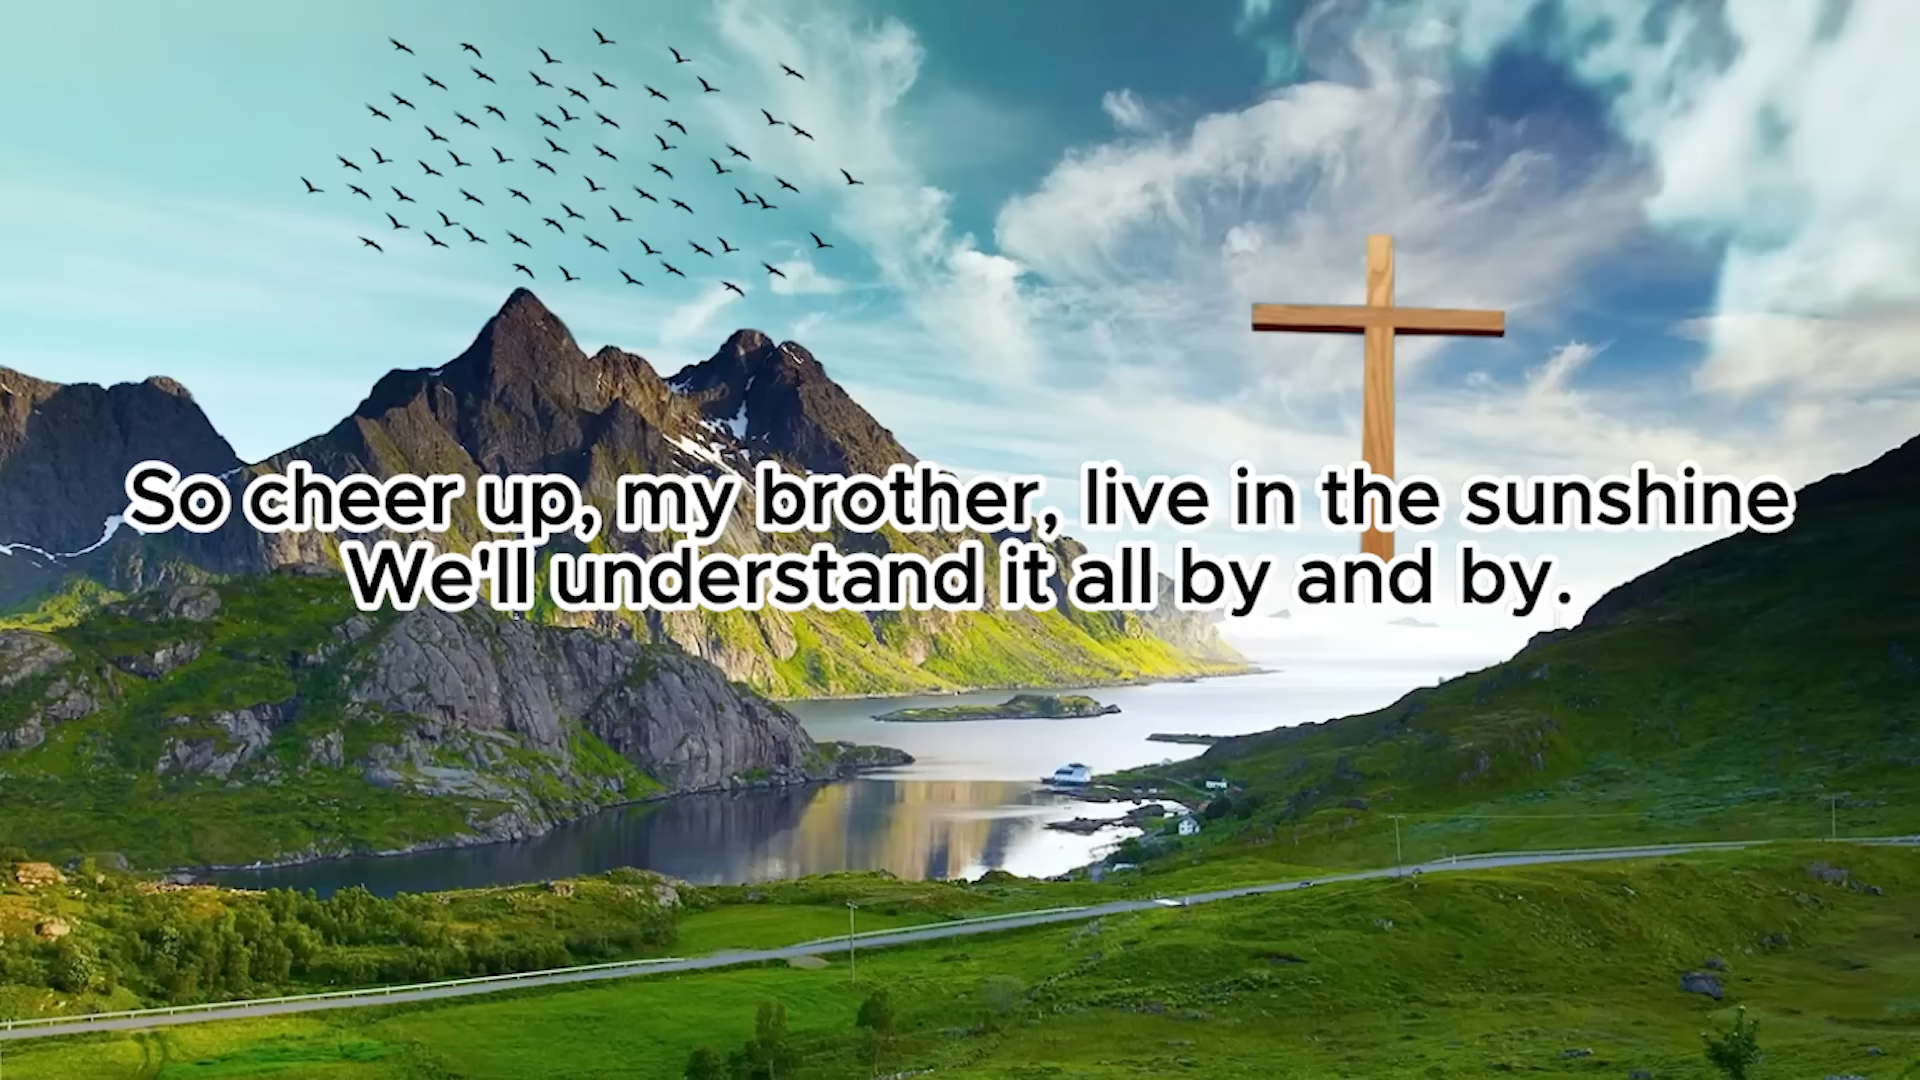 So cheer up, my brother, live in the sunshine
We'll understand it all by and by.